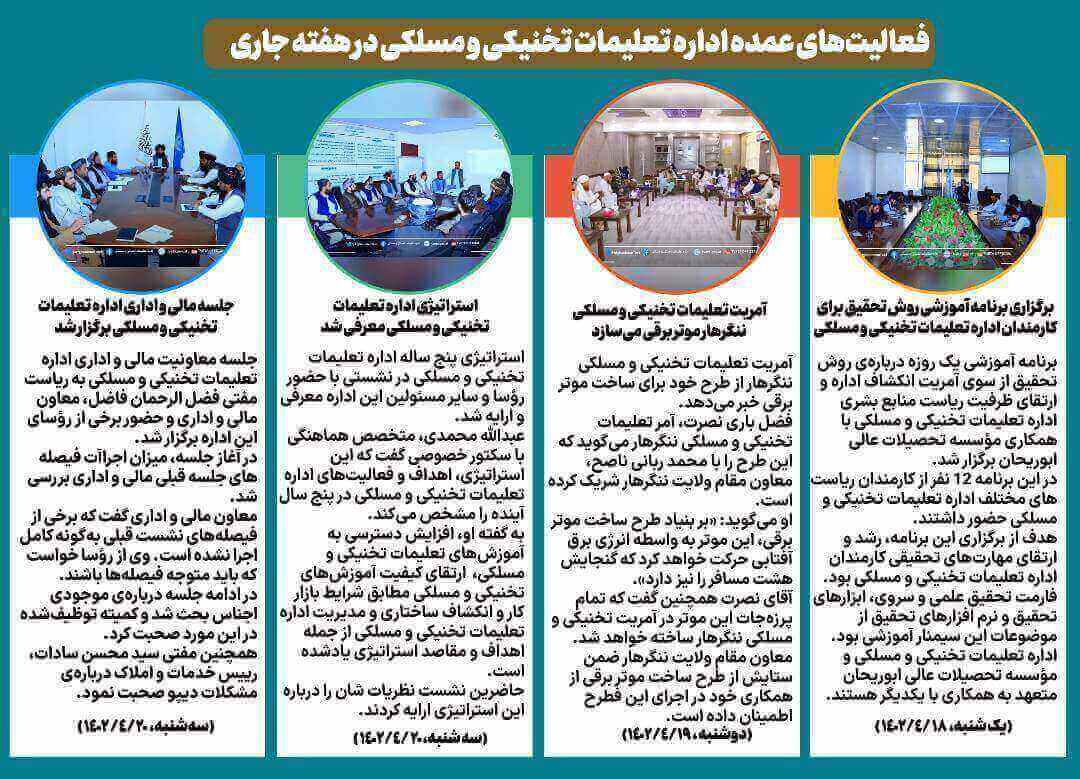 فعالیت‌های عمده اداره تعلیمات تخنیکی و مسلکی در هفته جاری
برگزاری برنامه آموزشی روش تحقیق برای
کارمندان اداره تعلیمات تخنیکی و مسلکی
برنامه آموزشی یک روزه درباره‌ی روش
تحقیق از سوی آمریت انکشاف اداره و
ارتقای ظرفیت ریاست منابع بشری
اداره تعلیمات تخنیکی و مسلکی با
همکاری مؤسسه تحصیلات عالی
ابوریحان برگزار شد.
در این برنامه 12 نفر از کارمندان ریاست
های مختلف اداره تعلیمات تخنیکی و
مسلکی حضور داشتند.
هدف از برگزاری این برنامه، رشد و
ارتقای مهارت‌های تحقیقی کارمندان
اداره تعلیمات تخنیکی و مسلکی بود.
فارمت تحقیق علمی و سروی، ابزارهای
تحقیق و نرم افزارهای تحقیق از
موضوعات این سیمنار آموزشی بود.
اداره تعلیمات تخنیکی و مسلکی و
مؤسسه تحصیلات عالی ابوریحان
متعهد به همکاری با یکدیگر هستند.
(یک‌شنبه، ۱۴۰۲/۴/۱۸)
آمریت تعلیمات تخنیکی و مسلکی
ننگرهار موتر برقی می‌سازد
آمریت تعلیمات تخنیکی و مسلکی
ننگرهار از طرح خود برای ساخت موتر
برقی خبر می‌دهد.
فضل باری نصرت، آمر تعلیمات
تخنیکی و مسلکی ننگرهار می‌گوید که
این طرح را با محمد ربانی ناصح،
معاون مقام ولایت ننگرهار شریک کرده
است.
او می‌گوید: «بر بنیاد طرح ساخت موتر
برقی، این موتر به واسطه انرژی برق
آفتابی حرکت خواهد کرد که گنجایش
هشت مسافر را نیز دارد».
آقای نصرت همچنین گفت که تمام
پرزه‌جات این موتر در آمریت تخنیکی و
مسلکی ننگرهار ساخته خواهد شد.
معاون مقام ولایت ننگرهار ضمن
ستایش از طرح ساخت موتر برقی از
همکاری خود در اجرای این قطرح
اطمینان داده است.
(دوشنبه، ۱۴۰۲/۴/۱۹)
استراتیژی اداره تعلیمات
تخنیکی و مسلکی معرفی شد
استراتیژی پنج ساله اداره تعلیمات
تخنیکی و مسلکی در نشستی با حضور
رؤسا و سایر مسئولین این اداره معرفی
و ارایه شد.
عبدالله محمدی، متخصص هماهنگی
با سکتور خصوصی گفت که این
استراتیژی، اهداف و فعالیت‌های اداره
تعلیمات تخنیکی و مسلکی در پنج سال
آینده را مشخص می‌کند.
به گفته او، افزایش دسترسی به
آموزش‌های تعلیمات تخنیکی و
مسلکی، ارتقای کیفیت آموزش‌های
تخنیکی و مسلکی مطابق شرایط بازار
کار و انکشاف ساختاری و مدیریت اداره
تعلیمات تخنیکی و مسلکی از جمله
اهداف و مقاصد استراتیژی یادشده
است.
حاضرین نشست نظریات شان را درباره
این استراتیژی ارایه کردند.
(سه‌شنبه، ۱۴۰۲/۴/۲۰)
جلسه مالی و اداری اداره تعلیمات
تخنیکی و مسلکی برگزار شد
جلسه معاونیت مالی و اداری اداره
تعلیمات تخنیکی و مسلکی به ریاست
مفتی فضل الرحمان فاضل، معاون
مالی و اداری و حضور برخی از رؤسای
این اداره برگزار شد.
در آغاز جلسه، میزان اجراآت فیصله
های جلسه قبلی مالی و اداری بررسی
شد.
معاون مالی و اداری گفت که برخی از
فیصله‌های نشست قبلی به‌گونه کامل
اجرا نشده است. وی از رؤسا خواست
که باید متوجه فیصله‌ها باشند.
در ادامه جلسه درباره‌ی موجودی
اجناس بحث شد و کمیته توظیف‌شده
در این مورد صحبت کرد.
همچنین مفتی سید محسن سادات،
رییس خدمات و املاک درباره‌ی
مشکلات دیپو صحبت نمود.
(سه‌شنبه، ۱۴۰۲/۴/۲۰)